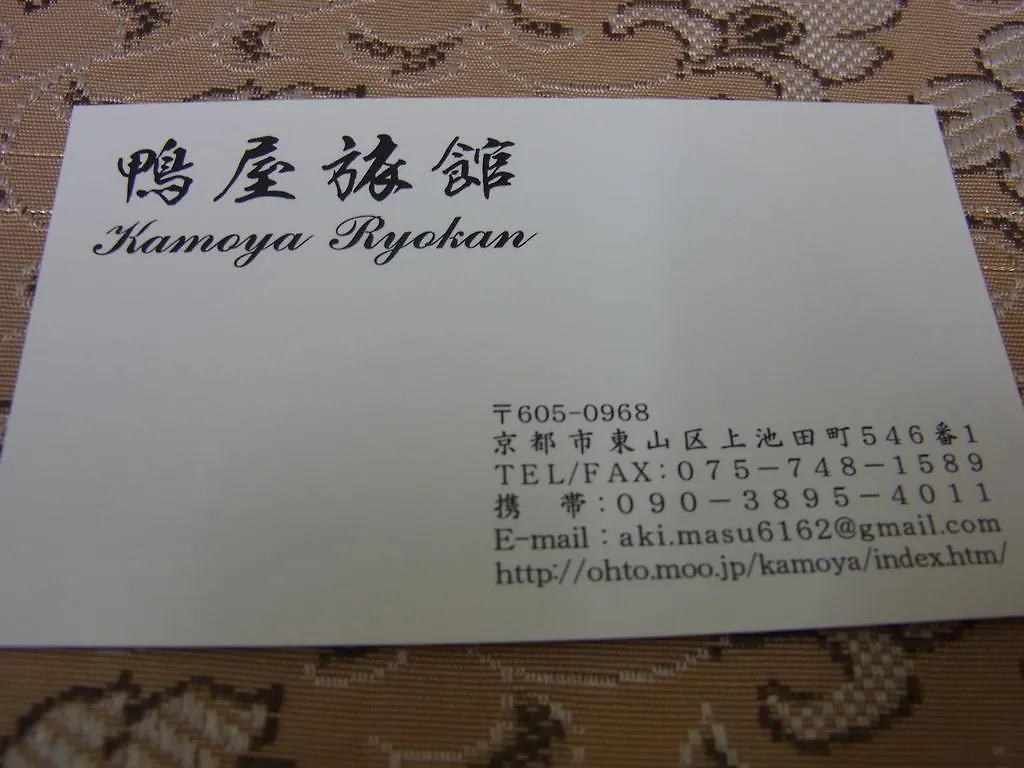 鴨屋旅館
Kamoya Ryokan
〒605-0968
京都市東山区上池田町546番1
TEL/FAX:075-748-1589
携　帯:090-3895-4011
E-mail:aki.masu6162@gmail.com
http://ohto.moo.jp/kamoya/index.htm/